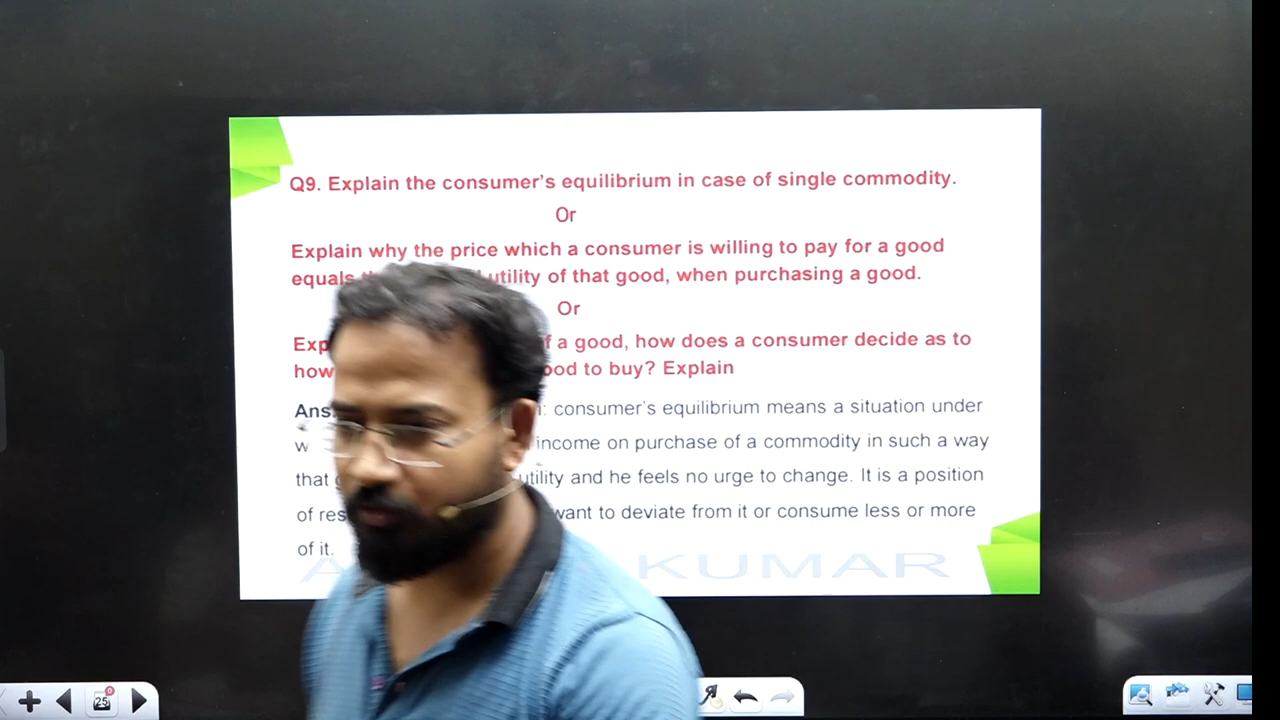 Q9. Explain the consumer's equilibrium in case of single commodity.
Or
Explain why the price which a consumer is willing to pay for a good
equals utility of that good, when purchasing a good.
Or
a good, how does a consumer decide as to
how to buy? Explain
Ans consumer's equilibrium means a situation under
income on purchase of a commodity in such a way
that utility and he feels no urge to change. It is a position
of want to deviate from it or consume less or more
of it.
KUMAR
25